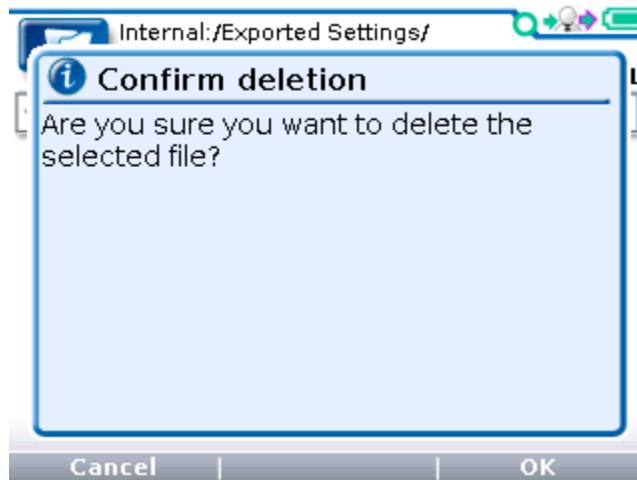 Internal:/Exported Settings/
Confirm deletion
Are you sure you want to delete the
selected file?
Cancel
OK